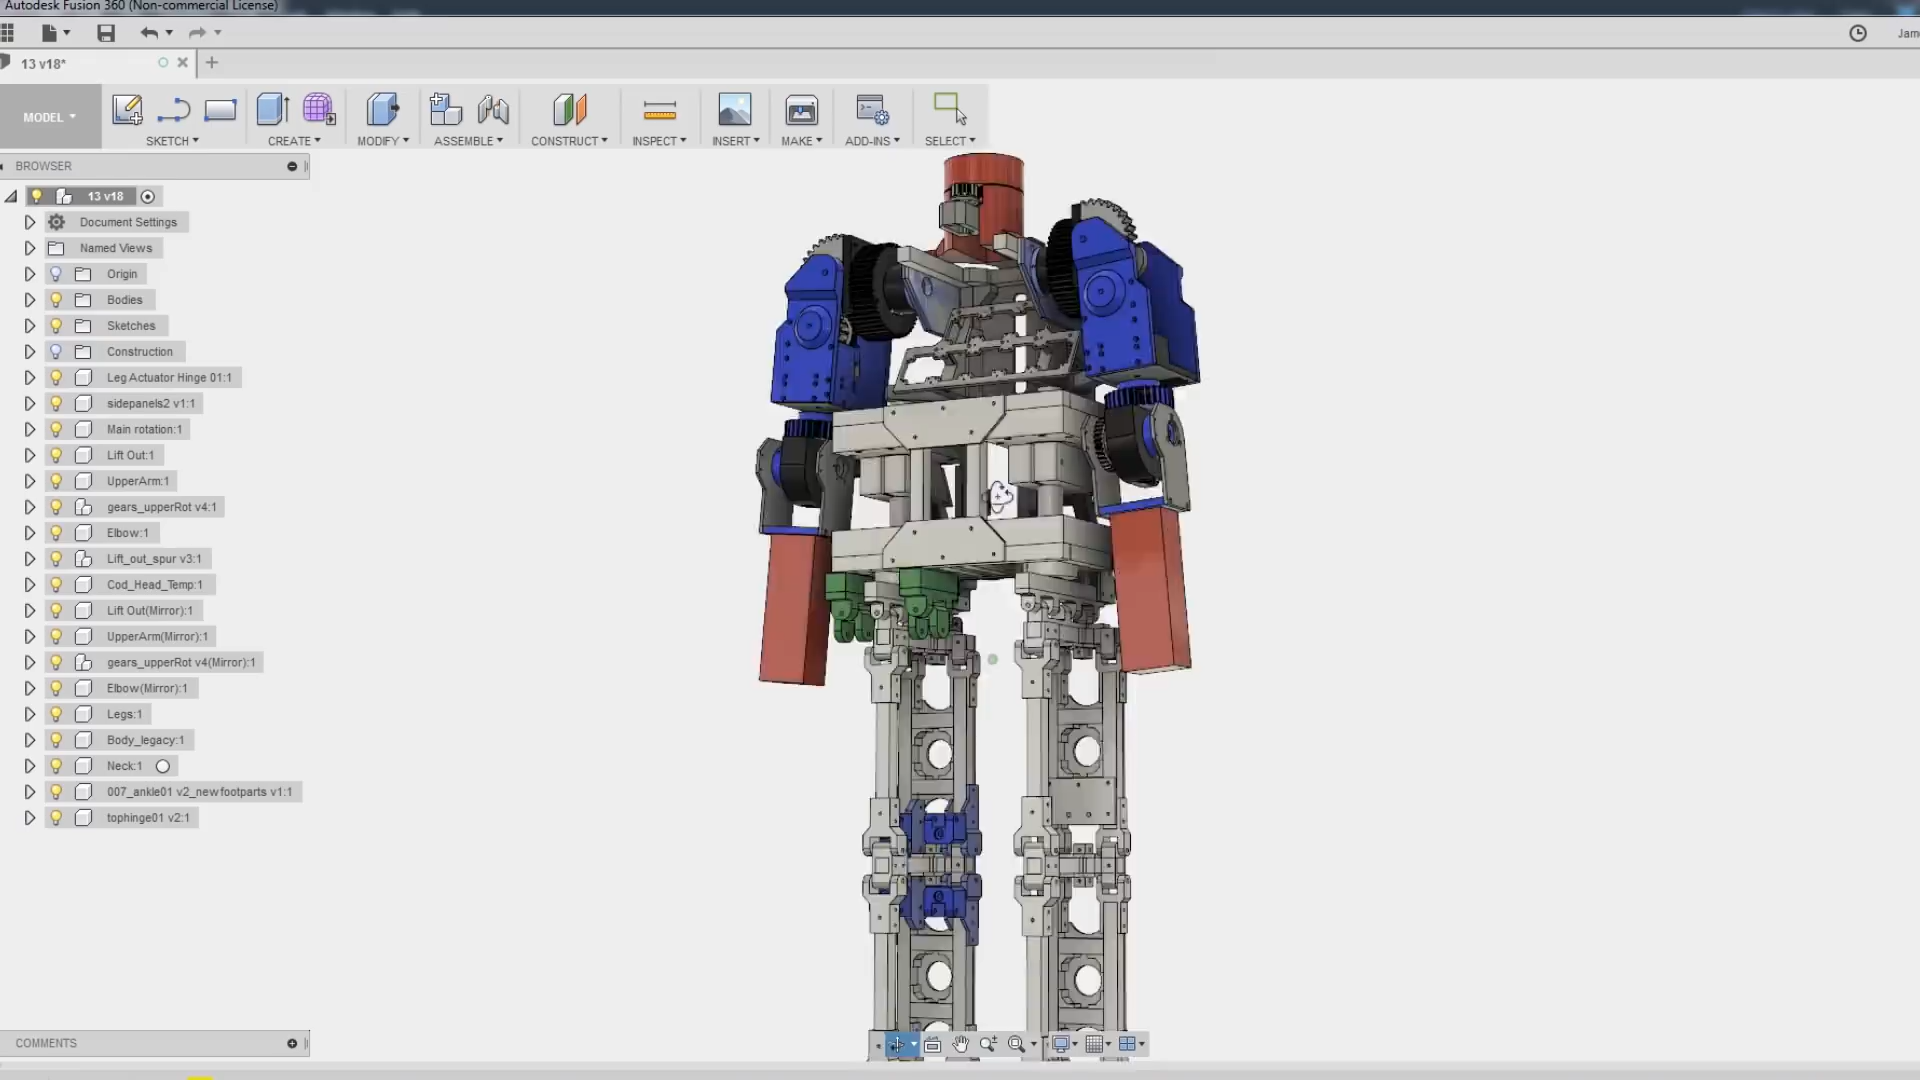 Autodesk Fusion 360 (Non-commercial License)
Jam
13 v18*
MODEL
SKETCH
CREATE
MODIFY
ASSEMBLE
CONSTRUCT
INSPECT
INSERT
MAKE
ADD-INS
SELECT
BROWSER
13 v18
Document Settings
Named Views
Origin
Bodies
Sketches
Construction
Leg Actuator Hinge 01:1
sidepanels2 v1:1
Main rotation:1
Lift Out:1
UpperArm:1
gears_upperRot v4:1
Elbow:1
Lift_out_spur v3:1
Cod_Head_Temp:1
Lift Out(Mirror):1
UpperArm(Mirror):1
gears_upperRot v4(Mirror):1
Elbow(Mirror):1
Legs:1
Body_legacy:1
Neck:1
007_ankle01 v2_newfootparts v1:1
tophinge01 v2:1
COMMENTS